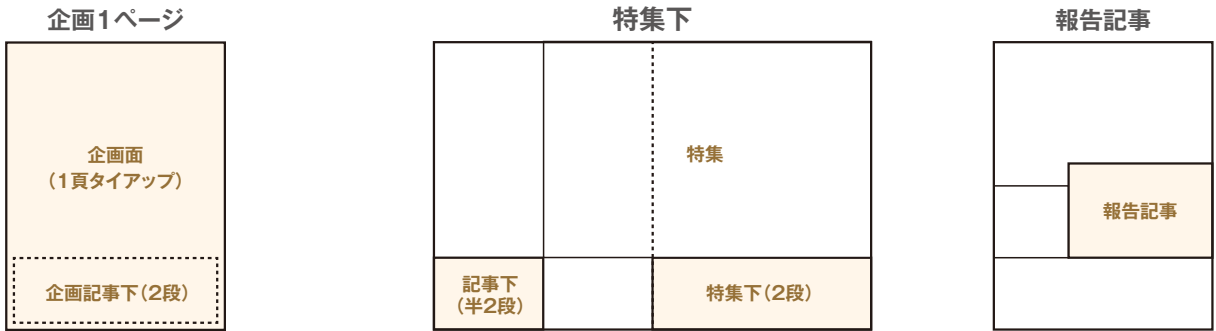 企画1ページ
企画面
（1頁タイアップ）
企画記事下（2段）
特集下
特集
記事下
（半2段）
特集下（2段）
報告記事
報告記事